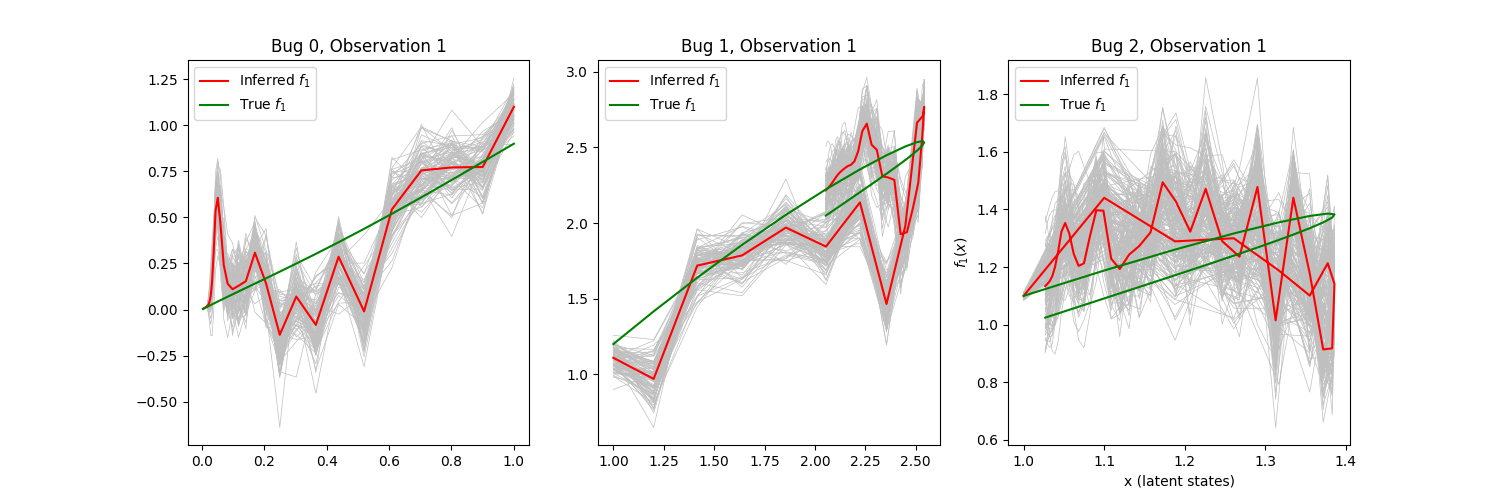 Bug 0, Observation 1
Inferred f₁
True f₁
1.25
1.00
0.75
0.50
0.25
0.00
−0.25
−0.50
0.0 0.2 0.4 0.6 0.8 1.0
Bug 1, Observation 1
Inferred f₁
True f₁
3.0
2.5
2.0
1.5
1.0
1.00 1.25 1.50 1.75 2.00 2.25 2.50
Bug 2, Observation 1
Inferred f₁
True f₁
f₁(x)
1.8
1.6
1.4
1.2
1.0
0.8
0.6
1.0 1.1 1.2 1.3 1.4
x (latent states)